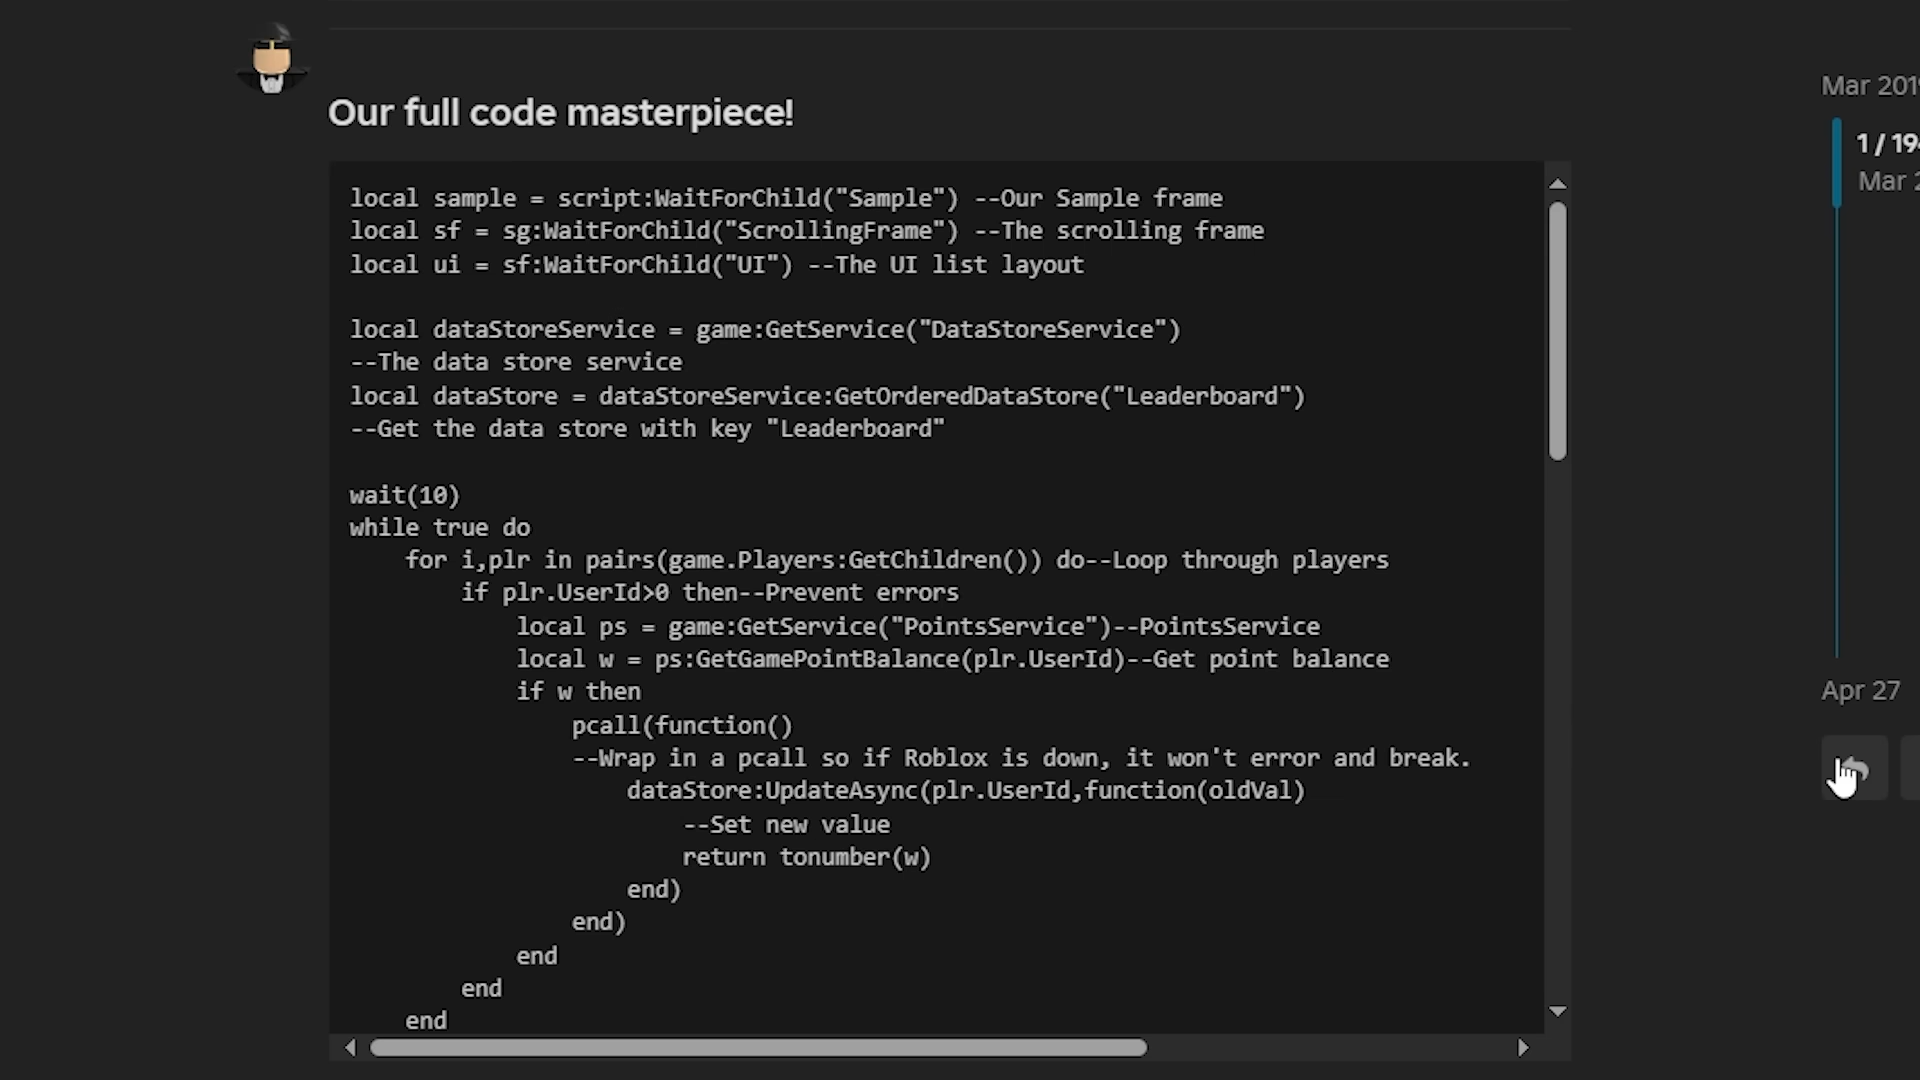 Our full code masterpiece!
local sample = script:WaitForChild("Sample") --Our Sample frame
local sf = sg:WaitForChild("ScrollingFrame") --The scrolling frame
local ui = sf:WaitForChild("UI") --The UI list layout
local dataStoreService = game:GetService("DataStoreService")
--The data store service
local dataStore = dataStoreService:GetOrderedDataStore("Leaderboard")
--Get the data store with key "Leaderboard"
wait(10)
while true do
for i,plr in pairs(game.Players:GetChildren()) do--Loop through players
if plr.UserId>0 then--Prevent errors
local ps = game:GetService("PointsService")--PointsService
local w = ps:GetGamePointBalance(plr.UserId)--Get point balance
if w then
pcall(function()
--Wrap in a pcall so if Roblox is down, it won't error and break.
dataStore:UpdateAsync(plr.UserId,function(oldVal)
--Set new value
return tonumber(w)
end)
end)
end
end
end
Mar
1 /
Mar
Apr 27